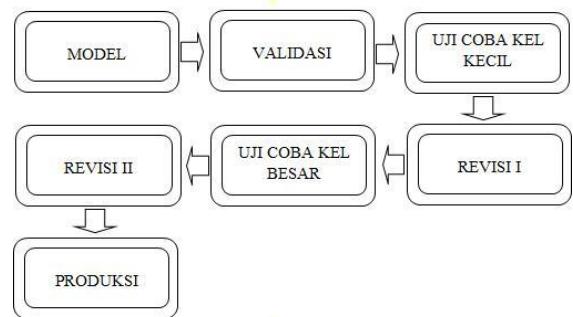 MODEL
VALIDASI
UJI COBA KEL
KECIL
REVISI I
UJI COBA KEL
BESAR
REVISI II
PRODUKSI